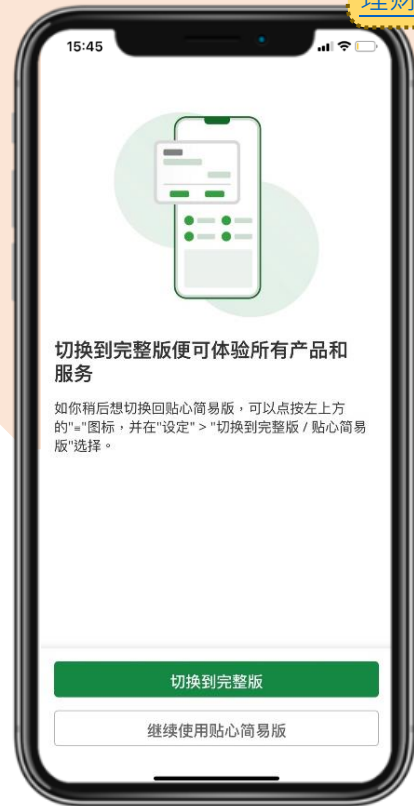 理财
15:45
切换到完整版便可体验所有产品和
服务
如你稍后想切换回贴心简易版，可以点按左上方
的"≡"图标，并在"设定" > "切换到完整版 / 贴心简易
版"选择。
切换到完整版
继续使用贴心简易版